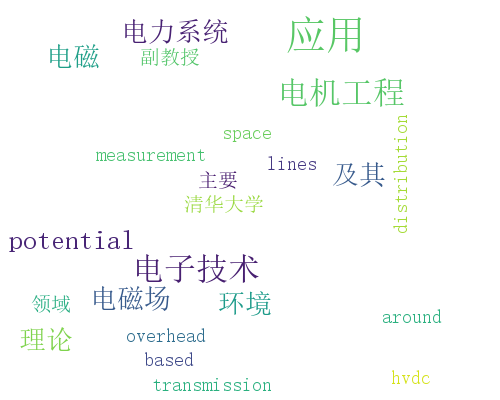 应用
电力系统
电磁
副教授
电机工程
distribution
space
measurement
lines
及其
主要
清华大学
potential
电子技术
电磁场
环境
领域
around
理论
overhead
based
hvdc
transmission